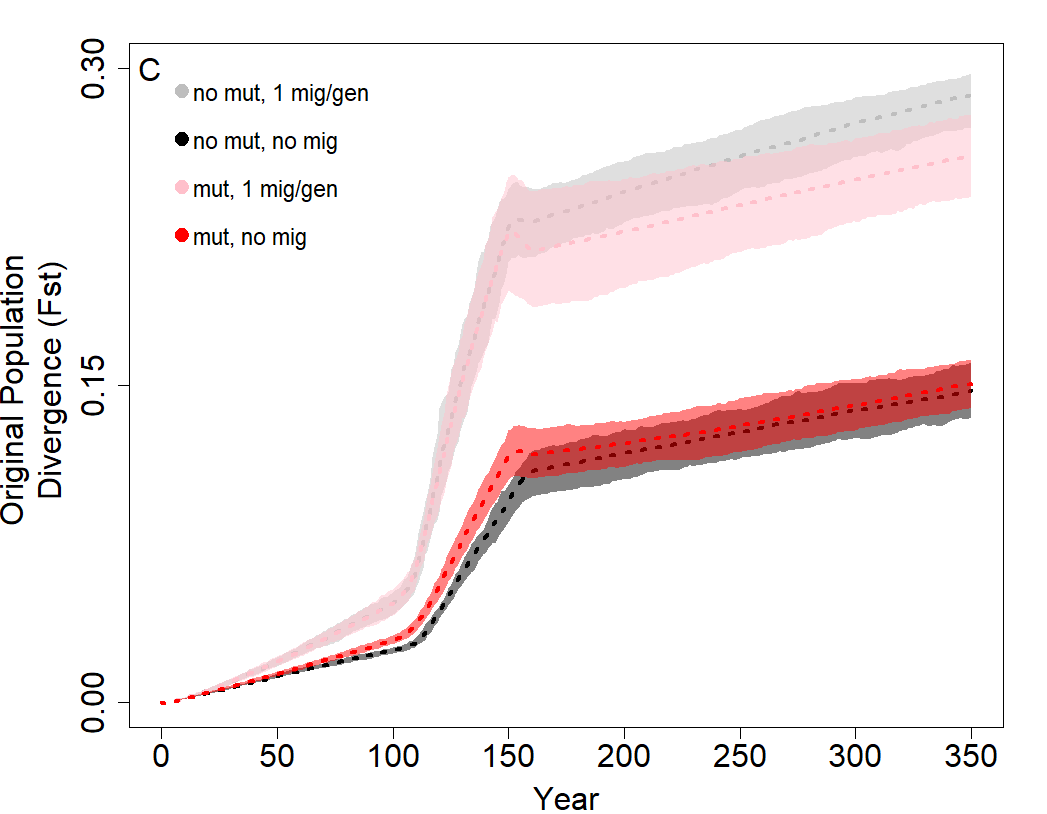 C
no mut, 1 mig/gen
no mut, no mig
mut, 1 mig/gen
mut, no mig
Original Population
Divergence (Fst)
0.30
0.15
0.00
0 50 100 150 200 250 300 350
Year